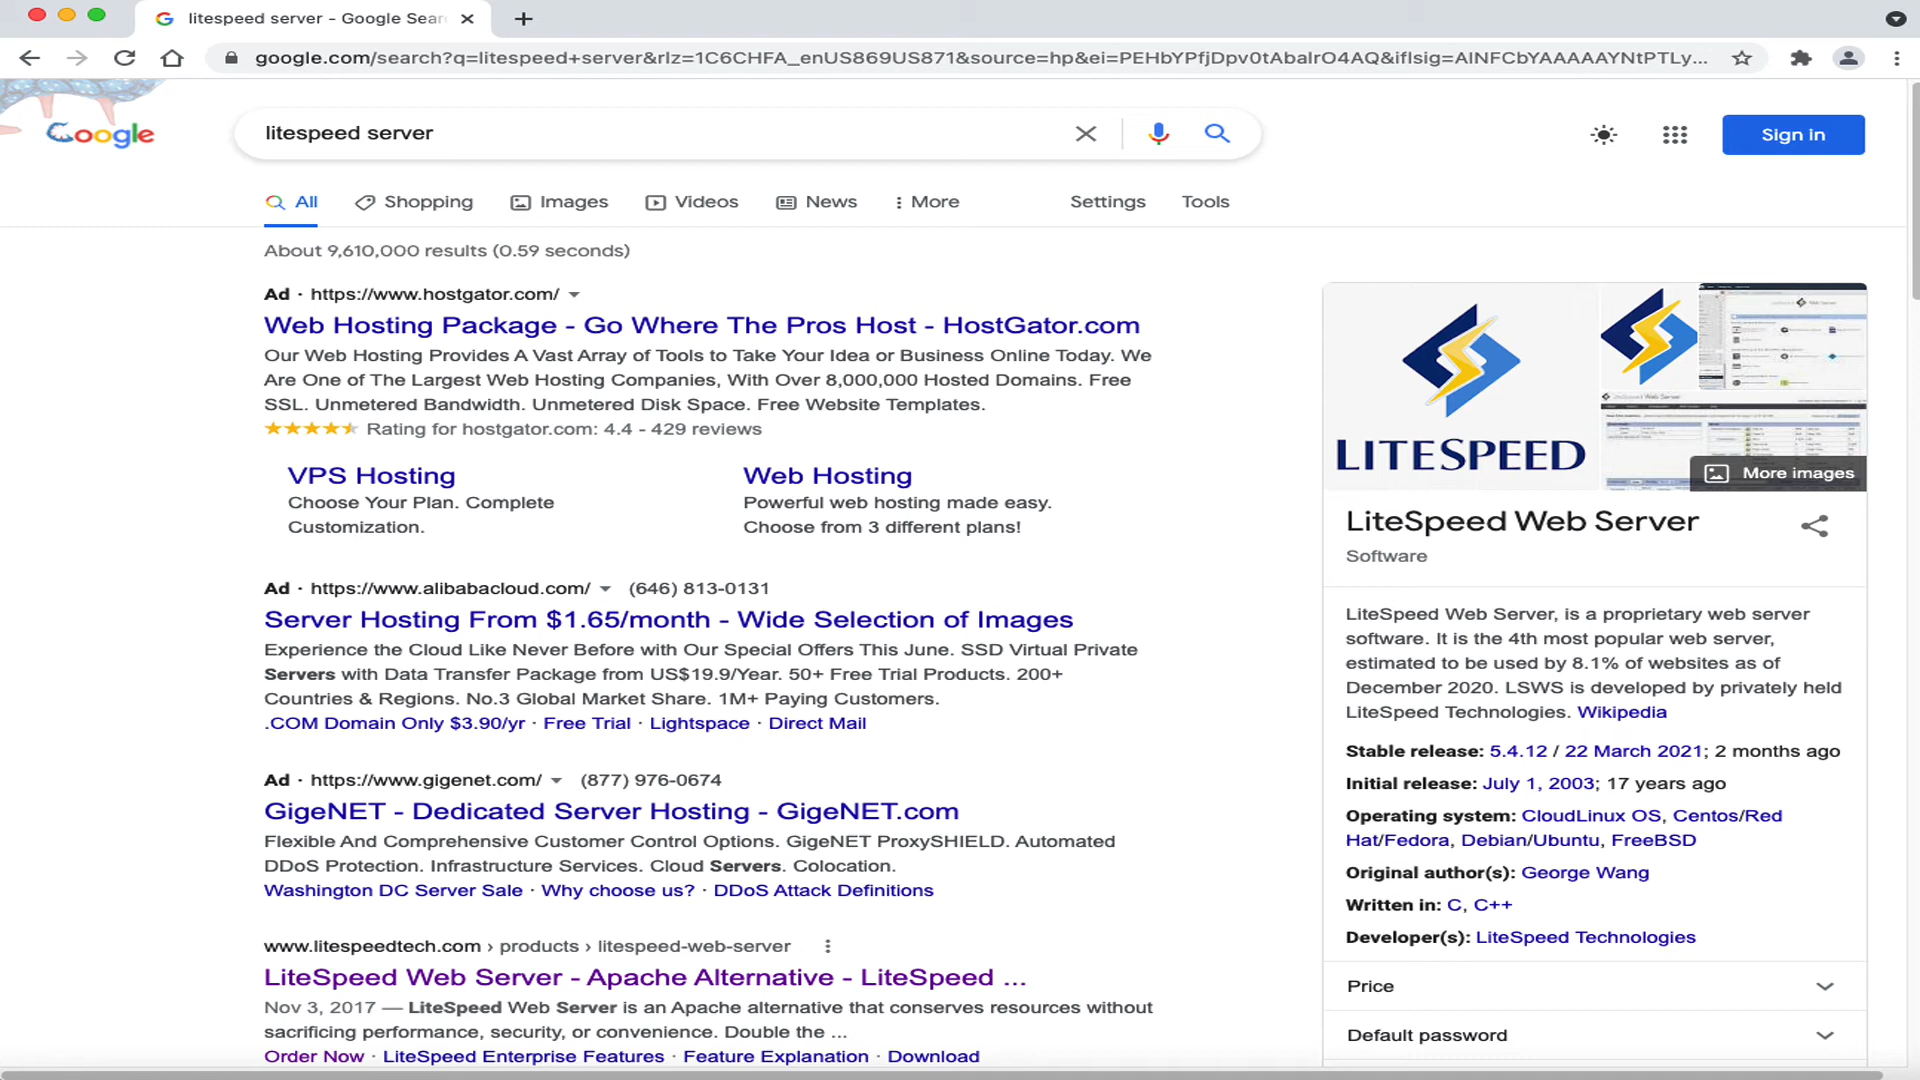 litespeed server - Google Sear
google.com/search?q=litespeed+server&rlz=1C6CHFA_enUS869US871&source=hp&ei=PEHbYPfjDpv0tAbalrO4AQ&iflsig=AINFCbYAAAAAYNtPTLy...
Google
litespeed server
Sign in
All Shopping Images Videos News More Settings Tools
About 9,610,000 results (0.59 seconds)
Ad · https://www.hostgator.com/
Web Hosting Package - Go Where The Pros Host - HostGator.com
Our Web Hosting Provides A Vast Array of Tools to Take Your Idea or Business Online Today. We
Are One of The Largest Web Hosting Companies, With Over 8,000,000 Hosted Domains. Free
SSL. Unmetered Bandwidth. Unmetered Disk Space. Free Website Templates.
Rating for hostgator.com: 4.4 - 429 reviews
VPS Hosting
Choose Your Plan. Complete
Customization.
Web Hosting
Powerful web hosting made easy.
Choose from 3 different plans!
Ad · https://www.alibabacloud.com/ (646) 813-0131
Server Hosting From $1.65/month - Wide Selection of Images
Experience the Cloud Like Never Before with Our Special Offers This June. SSD Virtual Private
Servers with Data Transfer Package from US$19.9/Year. 50+ Free Trial Products. 200+
Countries & Regions. No.3 Global Market Share. 1M+ Paying Customers.
.COM Domain Only $3.90/yr · Free Trial · Lightspace · Direct Mail
Ad · https://www.gigenet.com/ (877) 976-0674
GigeNET - Dedicated Server Hosting - GigeNET.com
Flexible And Comprehensive Customer Control Options. GigeNET ProxySHIELD. Automated
DDoS Protection. Infrastructure Services. Cloud Servers. Colocation.
Washington DC Server Sale · Why choose us? · DDoS Attack Definitions
www.litespeedtech.com › products › litespeed-web-server
LiteSpeed Web Server - Apache Alternative - LiteSpeed ...
Nov 3, 2017 — LiteSpeed Web Server is an Apache alternative that conserves resources without
sacrificing performance, security, or convenience. Double the ...
Order Now · LiteSpeed Enterprise Features · Feature Explanation · Download
LITESPEED
More images
LiteSpeed Web Server
Software
LiteSpeed Web Server, is a proprietary web server
software. It is the 4th most popular web server,
estimated to be used by 8.1% of websites as of
December 2020. LSWS is developed by privately held
LiteSpeed Technologies. Wikipedia
Stable release: 5.4.12 / 22 March 2021; 2 months ago
Initial release: July 1, 2003; 17 years ago
Operating system: CloudLinux OS, Centos/Red
Hat/Fedora, Debian/Ubuntu, FreeBSD
Original author(s): George Wang
Written in: C, C++
Developer(s): LiteSpeed Technologies
Price
Default password